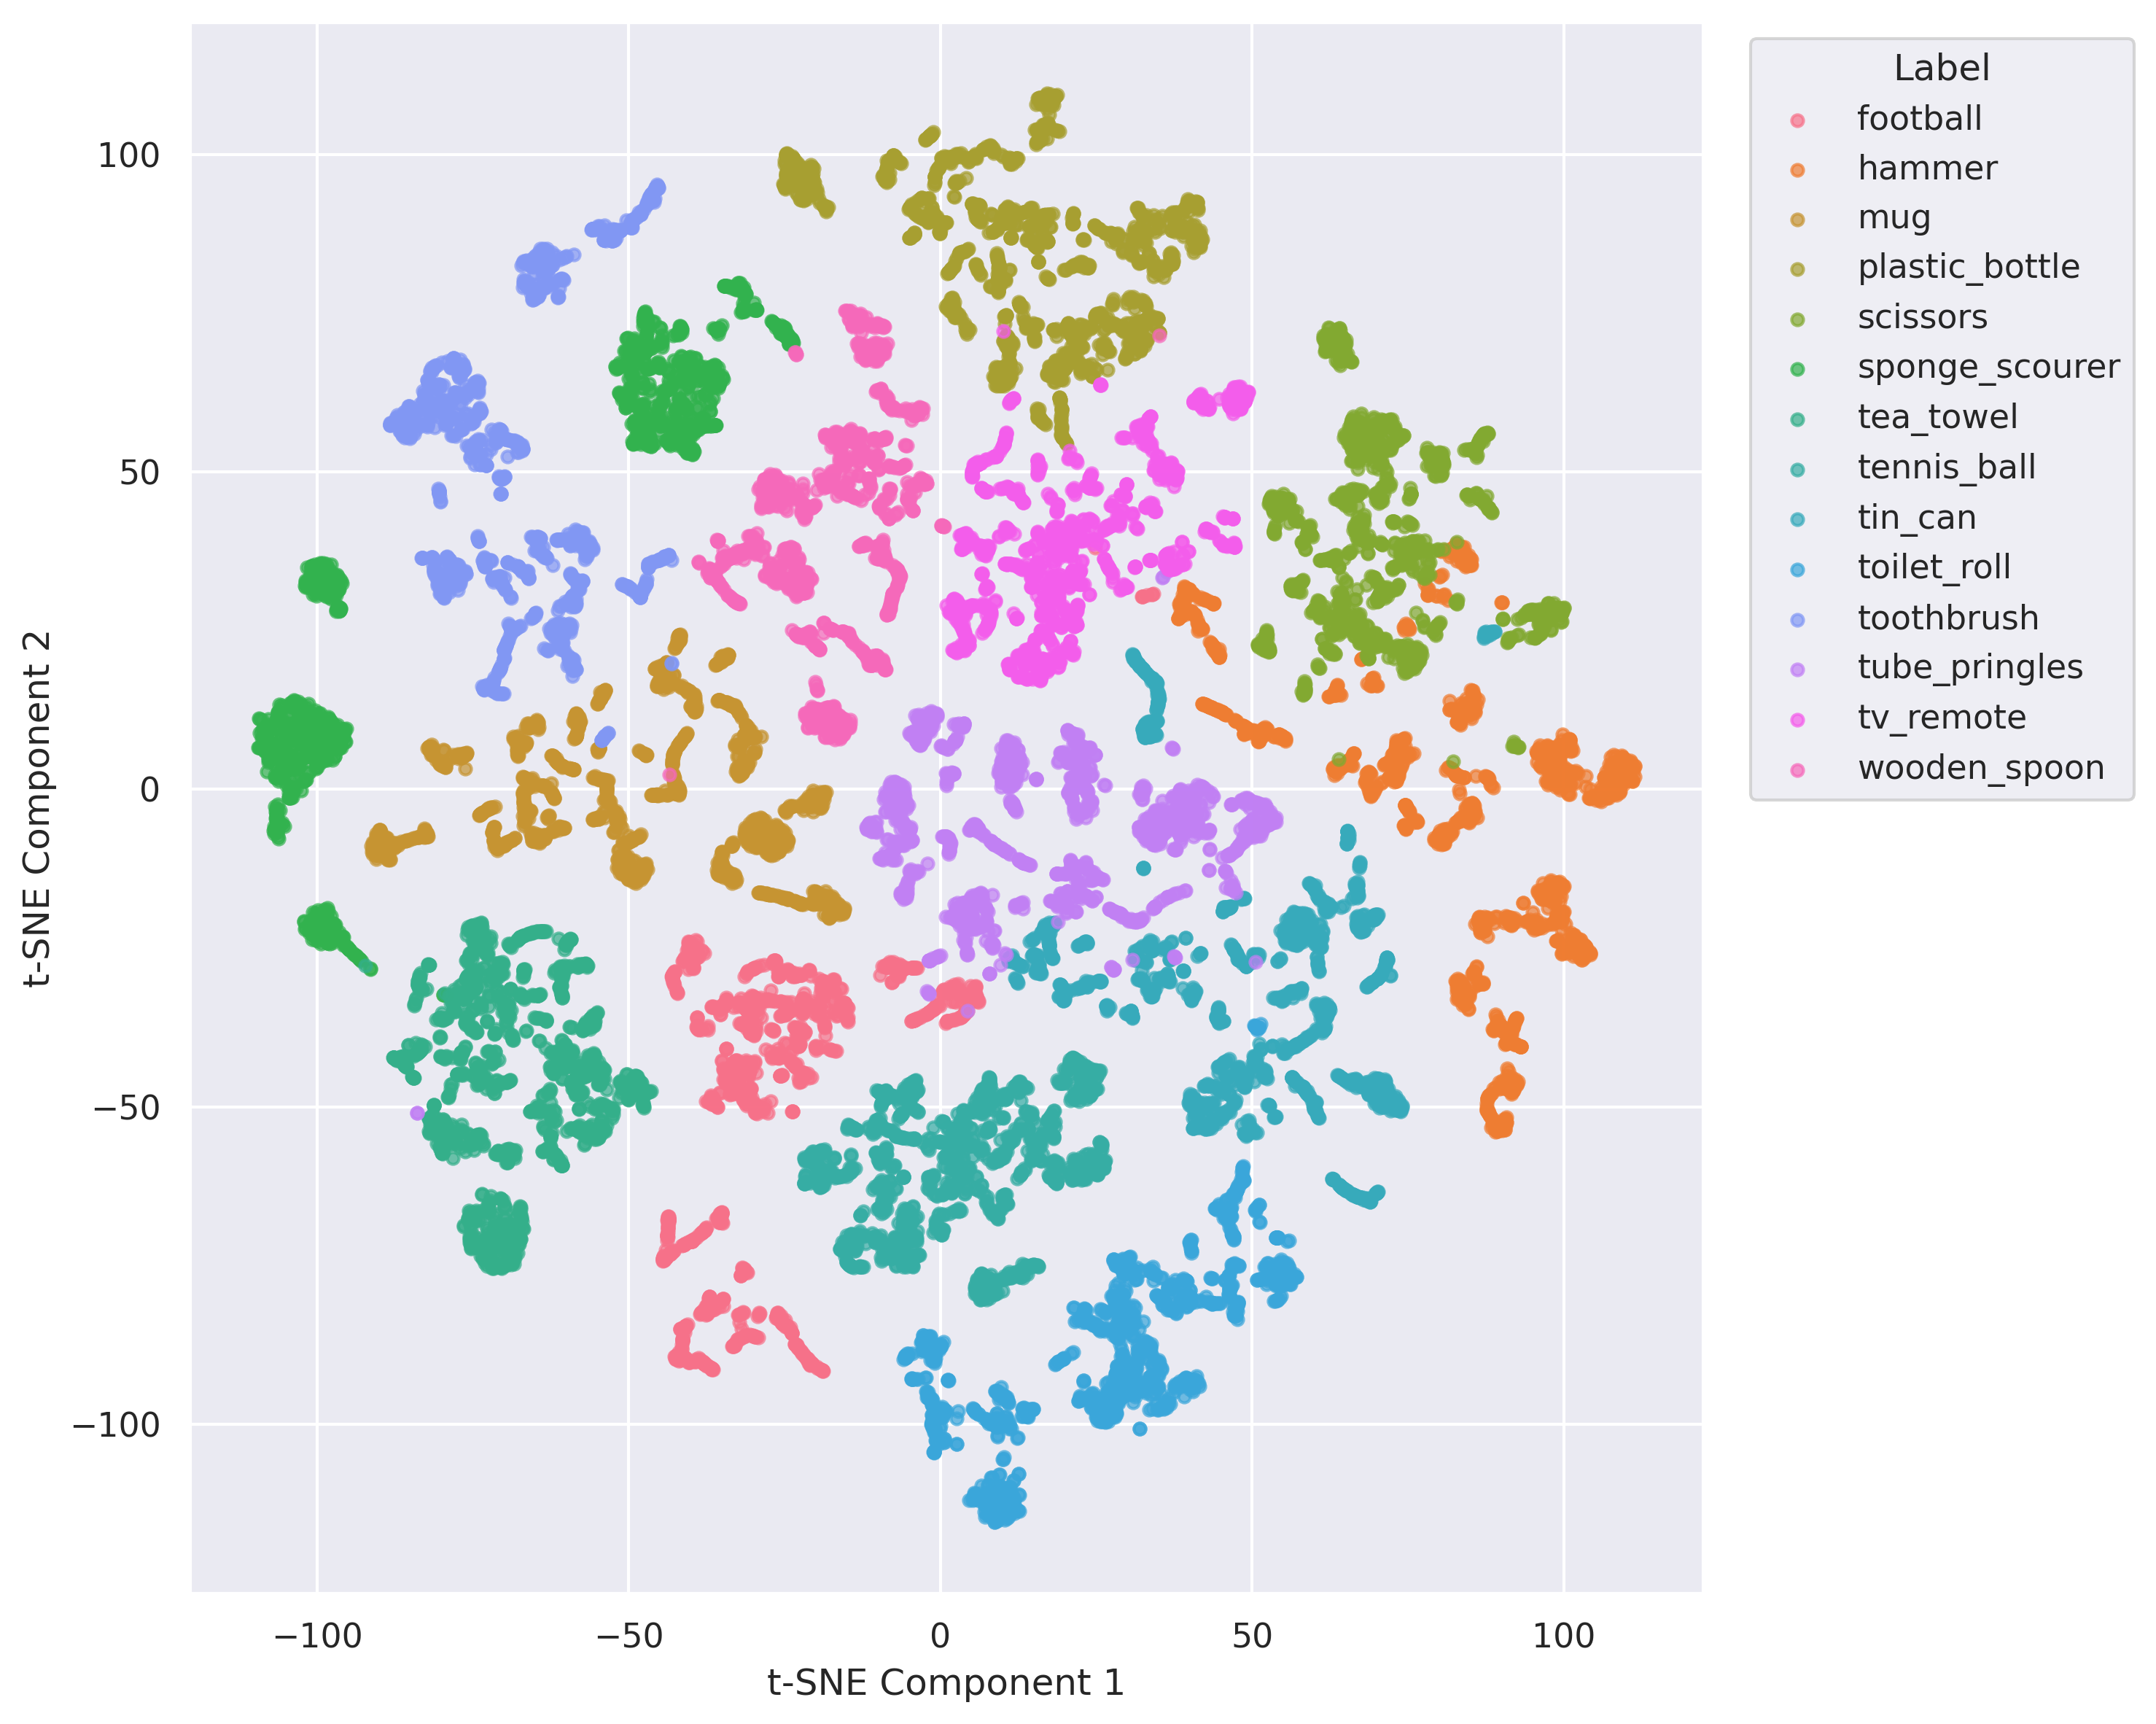 Label
football
hammer
mug
plastic_bottle
scissors
sponge_scourer
tea_towel
tennis_ball
tin_can
toilet_roll
toothbrush
tube_pringles
tv_remote
wooden_spoon
t-SNE Component 2
100
50
0
−50
−100
−100 −50 0 50 100
t-SNE Component 1